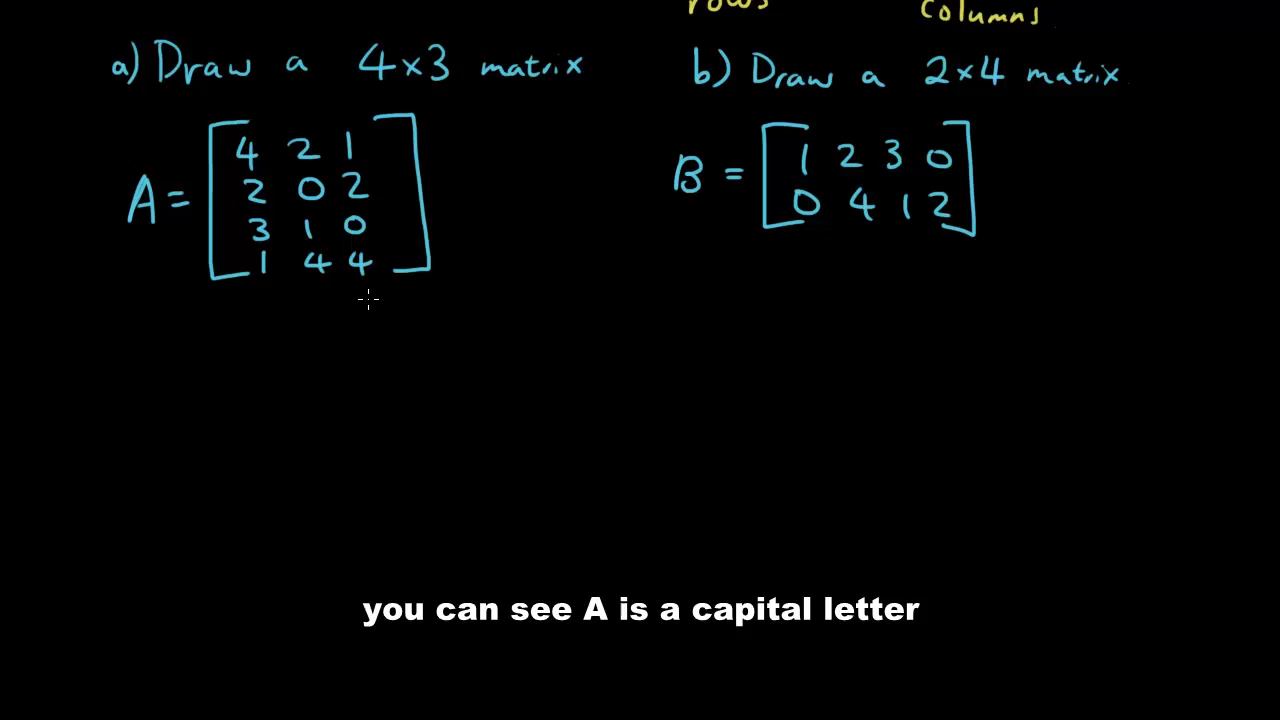 rows columns
a) Draw a 4×3 matrix
b) Draw a 2×4 matrix
A = [4 2 1
2 0 2
3 1 0
1 4 4]
B = [1 2 3 0
0 4 1 2]
you can see A is a capital letter